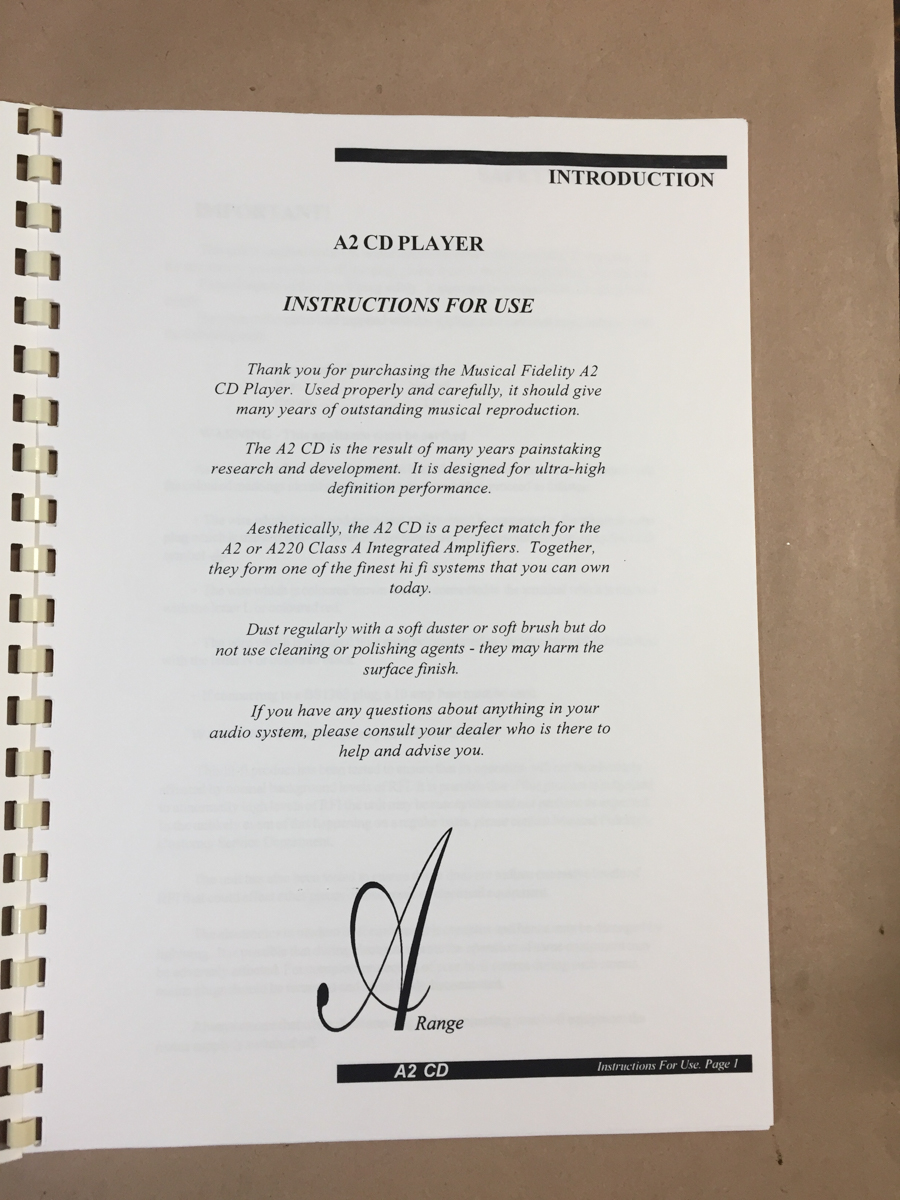 INTRODUCTION
A2 CD PLAYER
INSTRUCTIONS FOR USE
Thank you for purchasing the Musical Fidelity A2
CD Player. Used properly and carefully, it should give
many years of outstanding musical reproduction.
The A2 CD is the result of many years painstaking
research and development. It is designed for ultra-high
definition performance.
Aesthetically, the A2 CD is a perfect match for the
A2 or A220 Class A Integrated Amplifiers. Together,
they form one of the finest hi fi systems that you can own
today.
Dust regularly with a soft duster or soft brush but do
not use cleaning or polishing agents - they may harm the
surface finish.
If you have any questions about anything in your
audio system, please consult your dealer who is there to
help and advise you.
A Range
A2 CD
Instructions For Use. Page 1